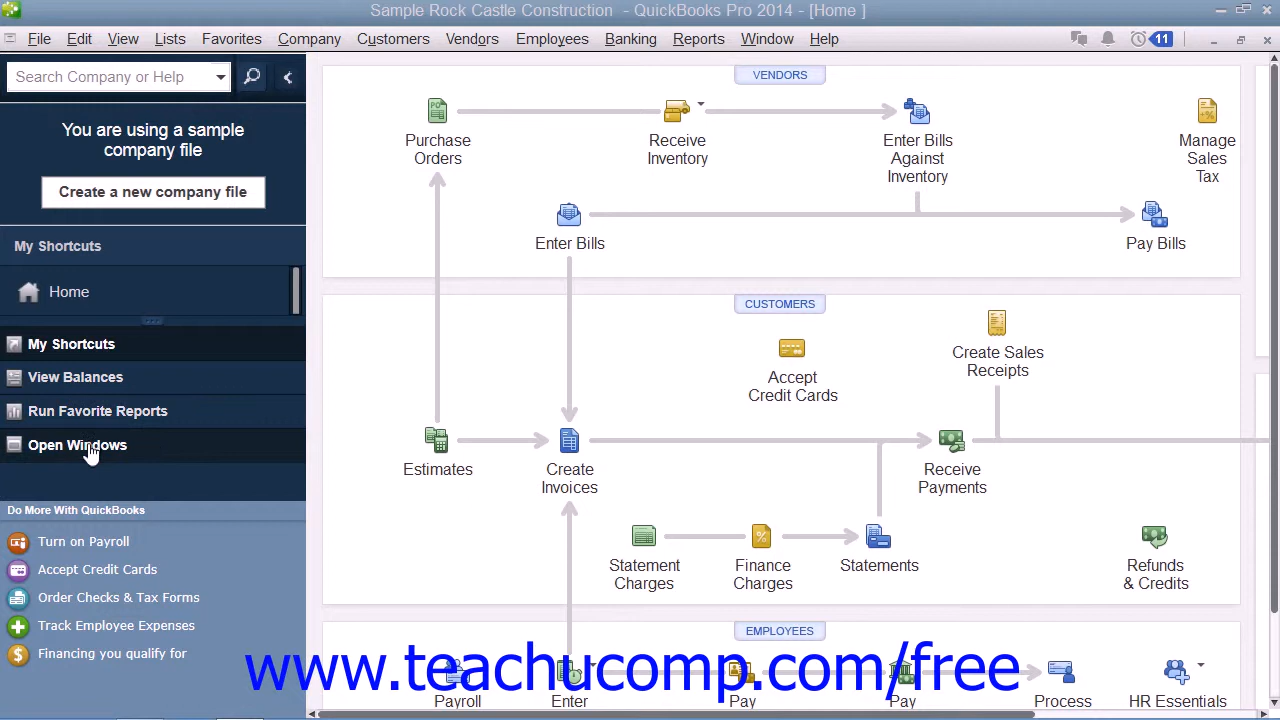 Sample Rock Castle Construction - QuickBooks Pro 2014 - [Home ]
File Edit View Lists Favorites Company Customers Vendors Employees Banking Reports Window Help
11
Search Company or Help
You are using a sample
company file
Create a new company file
My Shortcuts
Home
My Shortcuts
View Balances
Run Favorite Reports
Open Windows
Do More With QuickBooks
Turn on Payroll
Accept Credit Cards
Order Checks & Tax Forms
Track Employee Expenses
Financing you qualify for
VENDORS
Purchase
Orders
Receive
Inventory
Enter Bills
Against
Inventory
Manage
Sales
Tax
Enter Bills
Pay Bills
CUSTOMERS
Accept
Credit Cards
Create Sales
Receipts
Estimates
Create
Invoices
Receive
Payments
Statement
Charges
Finance
Charges
Statements
Refunds
& Credits
EMPLOYEES
Payroll
Enter
Pay
Pay
Process
HR Essentials
www.teachucomp.com/free